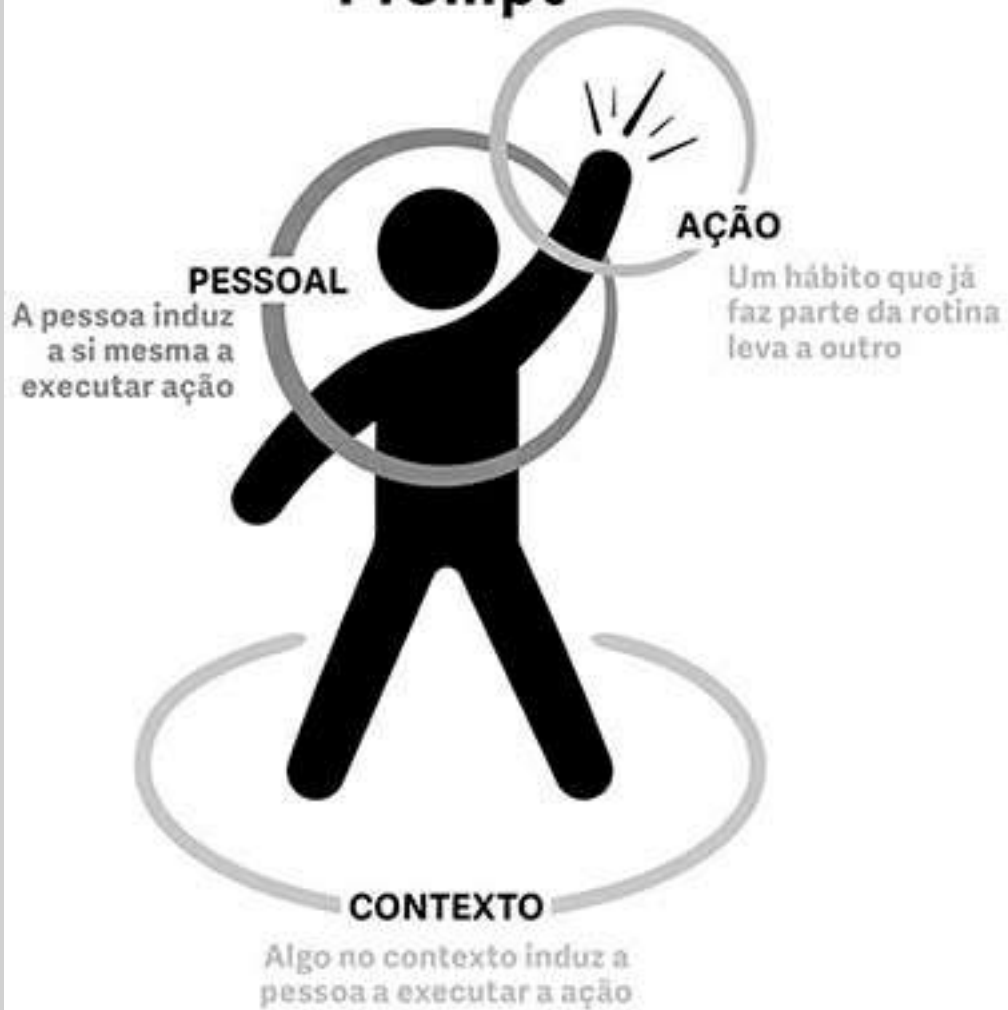 Prompt
PESSOAL
A pessoa induz
a si mesma a
executar ação
AÇÃO
Um hábito que já
faz parte da rotina
leva a outro
CONTEXTO
Algo no contexto induz a
pessoa a executar a ação